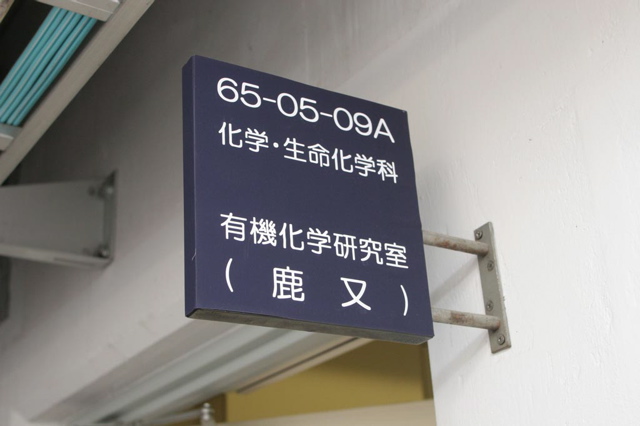 65-05-09A
化学・生命化学科
有機化学研究室
(鹿又)